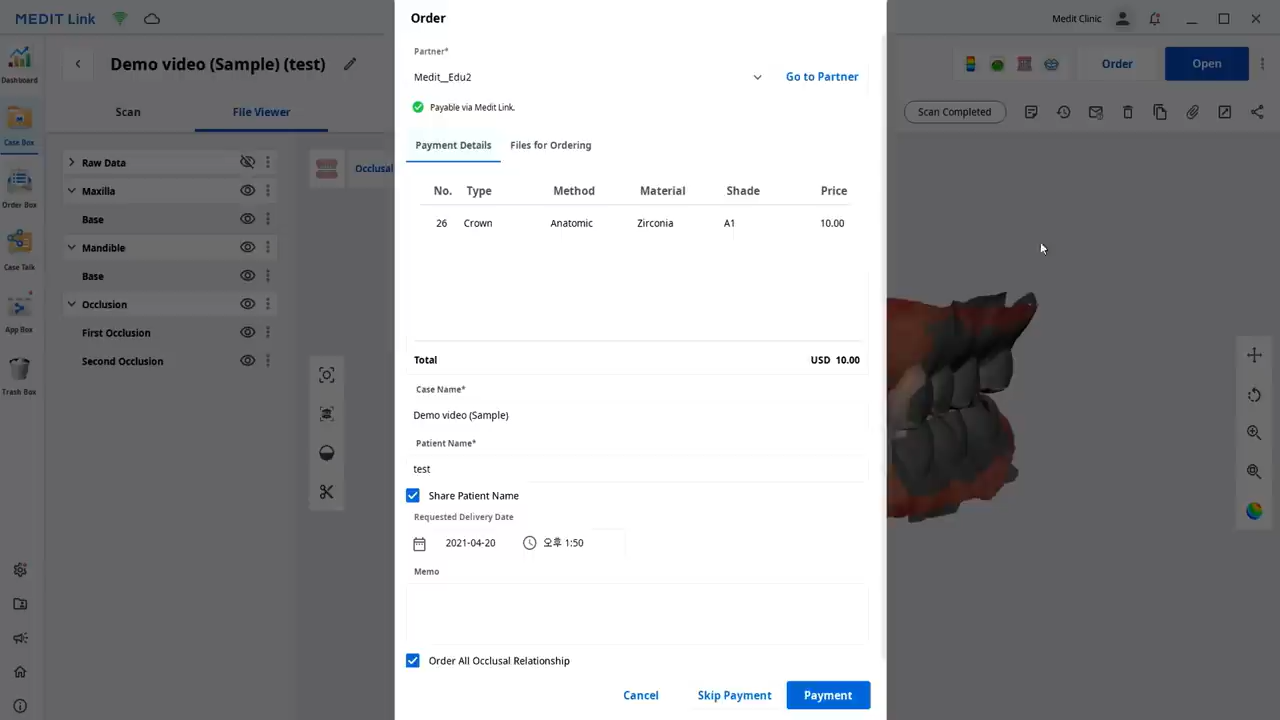 MEDIT Link
Medit Clinic
Dashboard
Case Box
Order Box
Case Talk
App Box
Trash Box
Demo video (Sample) (test)
Scan
File Viewer
Raw Data
Maxilla
Base
Mandible
Base
Occlusion
First Occlusion
Second Occlusion
Occlusal
Order
Partner*
Medit__Edu2
Go to Partner
Payable via Medit Link.
Payment Details
Files for Ordering
No. Type Method Material Shade Price
26 Crown Anatomic Zirconia A1 10.00
Total USD 10.00
Case Name*
Demo video (Sample)
Patient Name*
test
Share Patient Name
Requested Delivery Date
2021-04-20 오후 1:50
Memo
Order All Occlusal Relationship
Cancel
Skip Payment
Payment
Order
Open
Scan Completed